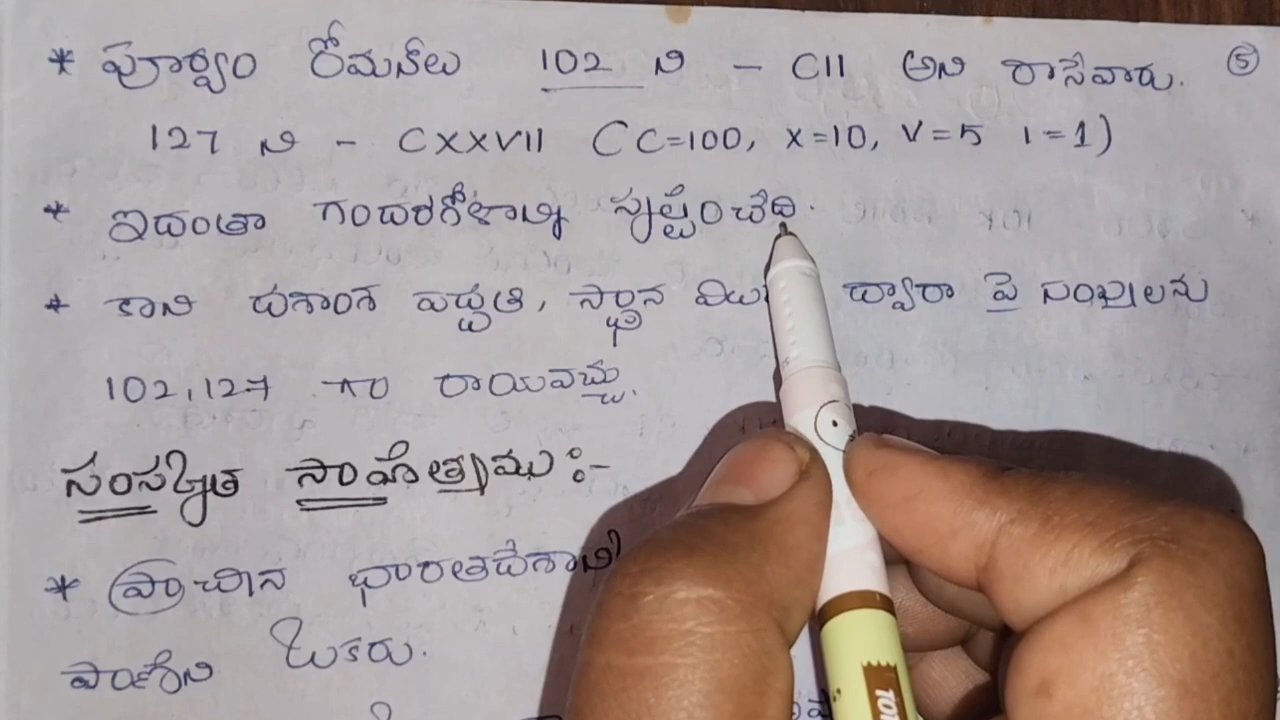 * పూర్వం రోమన్‌లు 102 ని - CII అని రాసేవారు. 5
127 ని - CXXVII (C=100, X=10, V=5 I=1)
* ఇదంతా గందరగోళాన్ని సృష్టించేది.
* కాని దశాంశ పద్ధతి, స్థాన ద్వారా పై సంఖ్యలను
102, 127 గా రాయవచ్చు.
సంస్కృత సాహిత్యము :-
* ప్రాచీన భారతదేశాని
పాణిని ఒకరు.
TOT